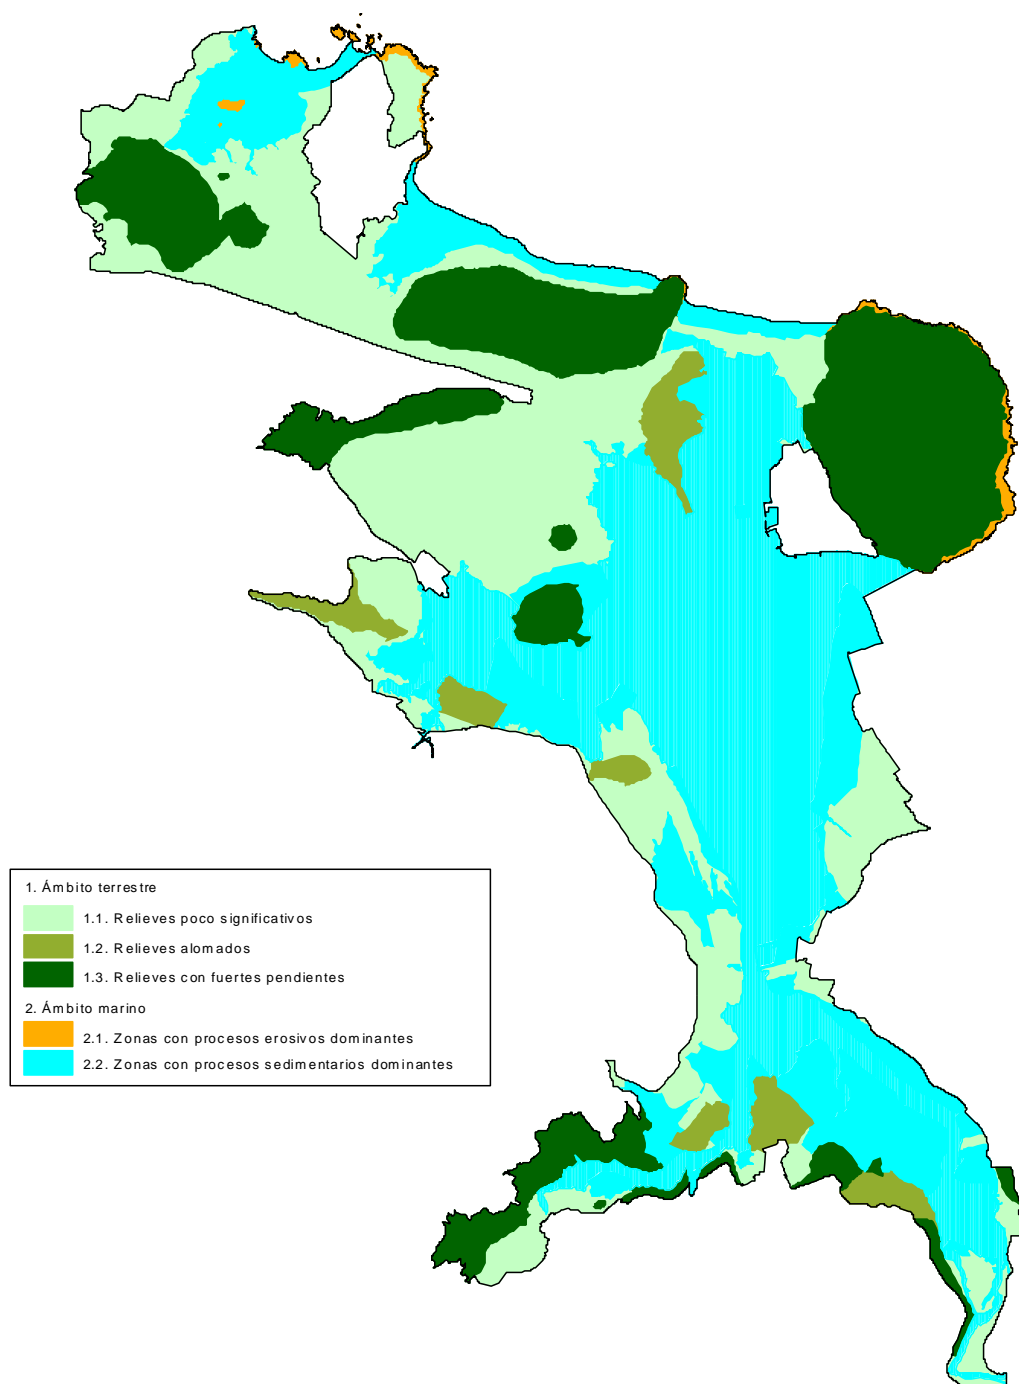 1. Ámbito terrestre
1.1. Relieves poco significativos
1.2. Relieves alomados
1.3. Relieves con fuertes pendientes
2. Ámbito marino
2.1. Zonas con procesos erosivos dominantes
2.2. Zonas con procesos sedimentarios dominantes